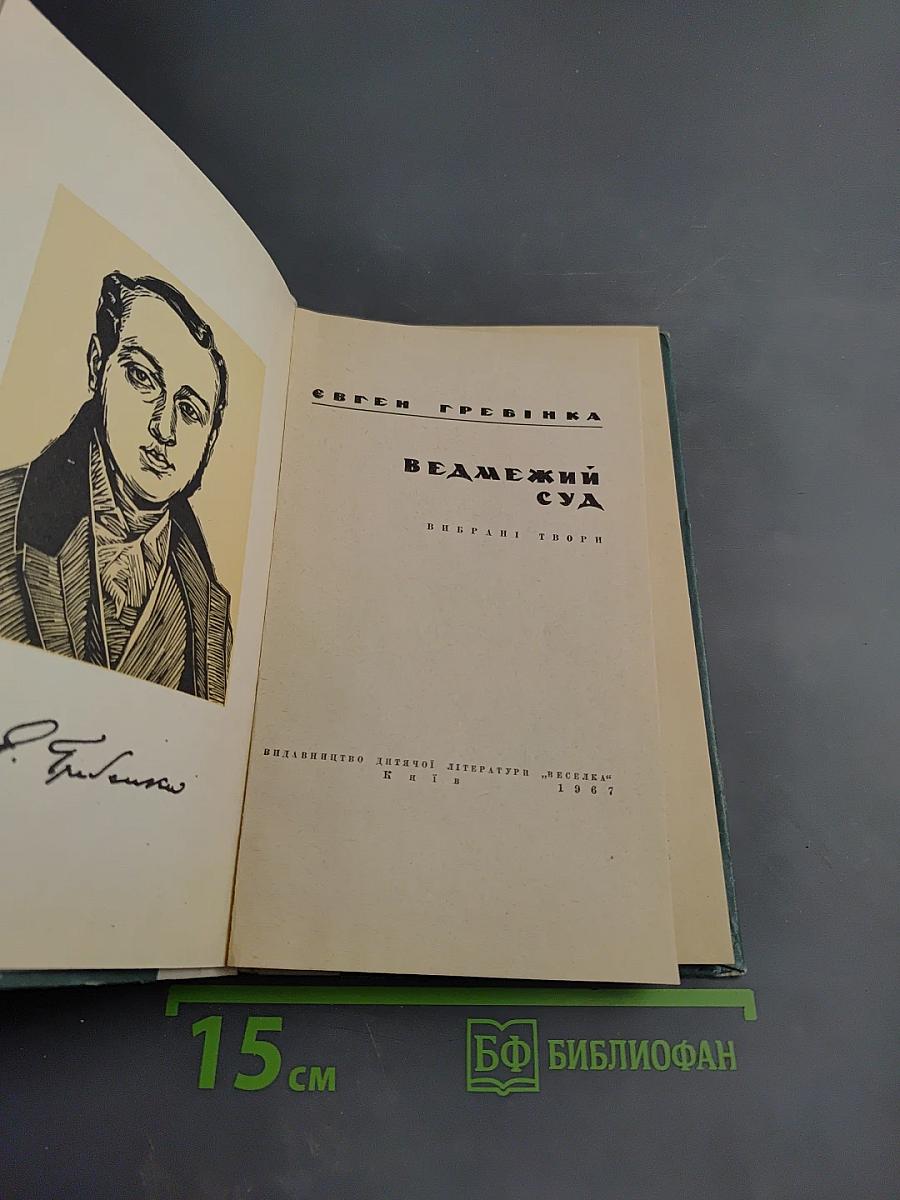 ЄВГЕН ГРЕБІНКА
ВЕДМЕЖИЙ
СУД
ВИБРАНІ ТВОРИ
ВИДАВНИЦТВО ДИТЯЧОЇ ЛІТЕРАТУРИ „ВЕСЕЛКА“
Київ 1967
15 см
БФ БИБЛИОФАН